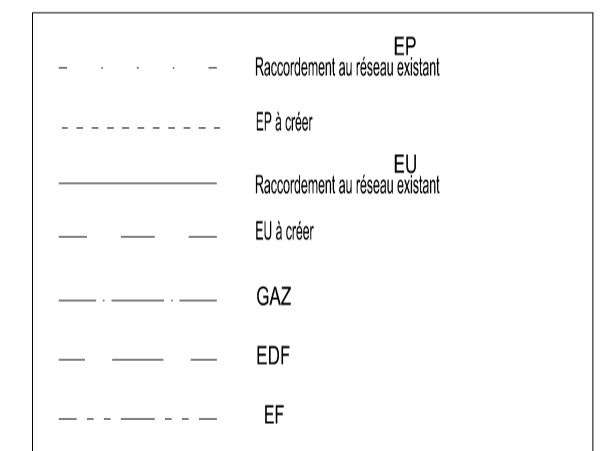 EP
Raccordement au réseau existant
EP à créer
EU
Raccordement au réseau existant
EU à créer
GAZ
EDF
EF